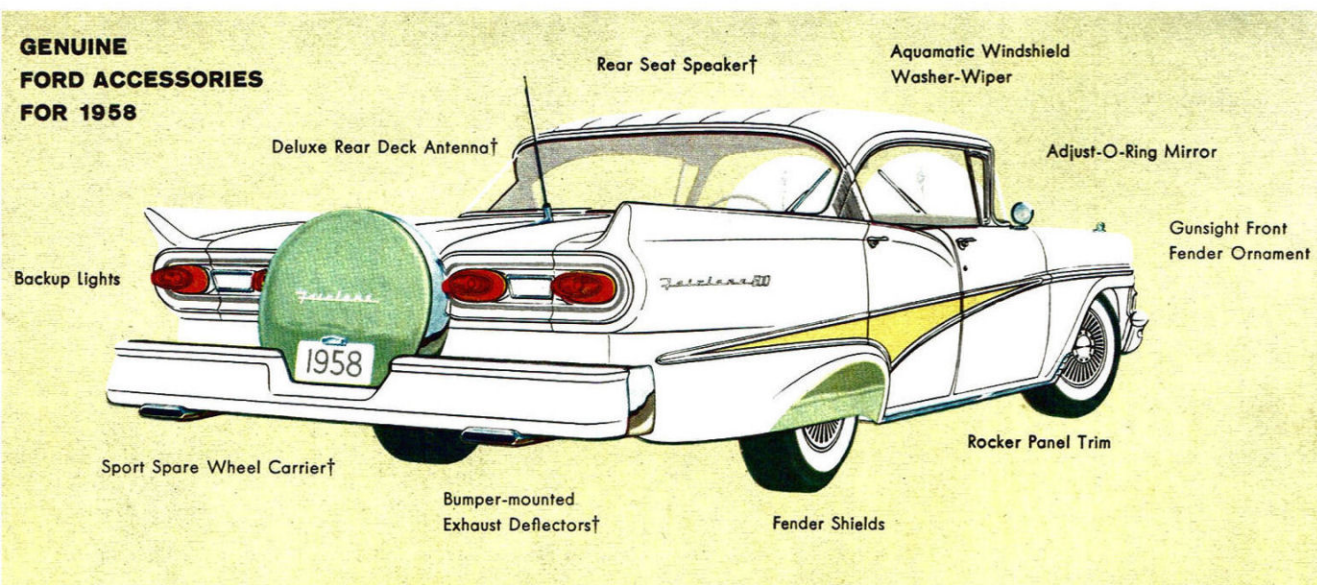 GENUINE
FORD ACCESSORIES
FOR 1958
Rear Seat Speaker†
Aquamatic Windshield
Washer-Wiper
Deluxe Rear Deck Antenna†
Adjust-O-Ring Mirror
Gunsight Front
Fender Ornament
Backup Lights
Fairlane
Fairlane 500
1958
Rocker Panel Trim
Sport Spare Wheel Carrier†
Bumper-mounted
Exhaust Deflectors†
Fender Shields